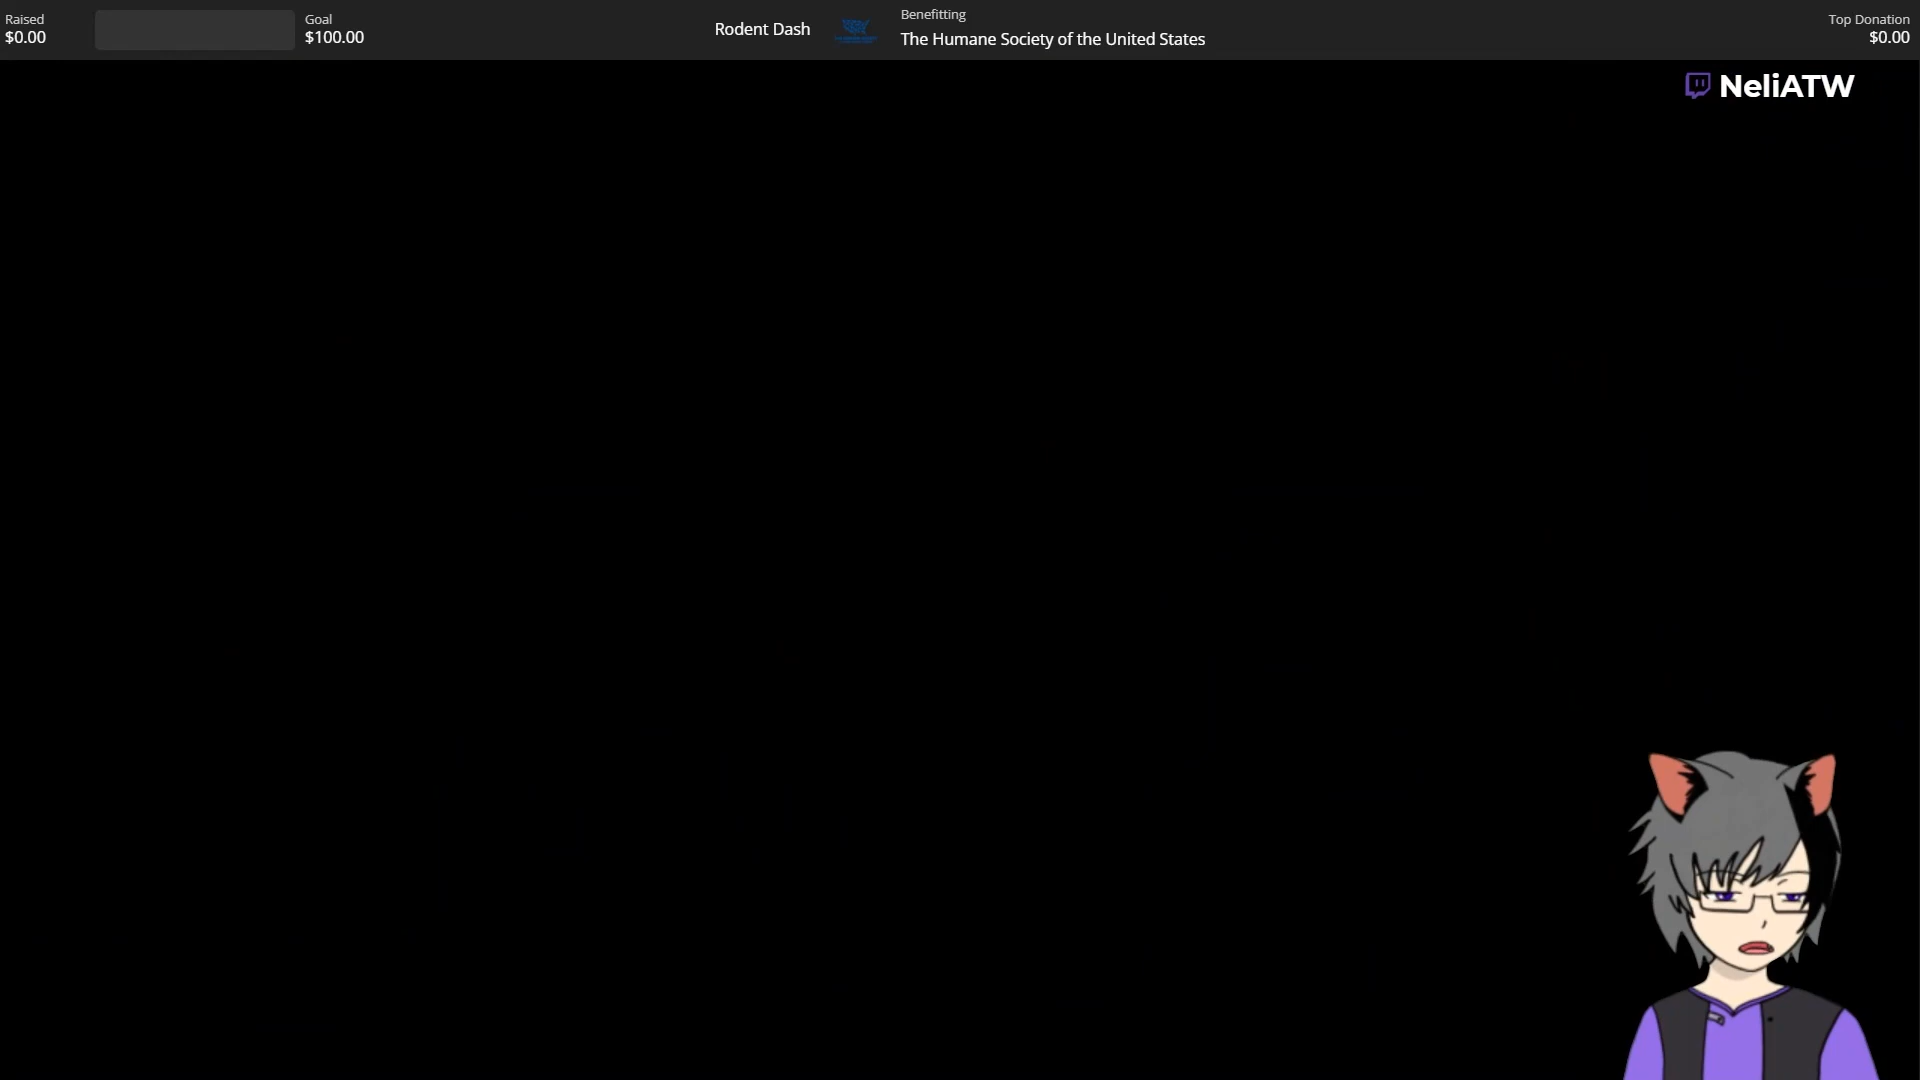 Raised
$0.00
Goal
$100.00
Rodent Dash
Benefitting
The Humane Society of the United States
Top Donation
$0.00
NeliATW